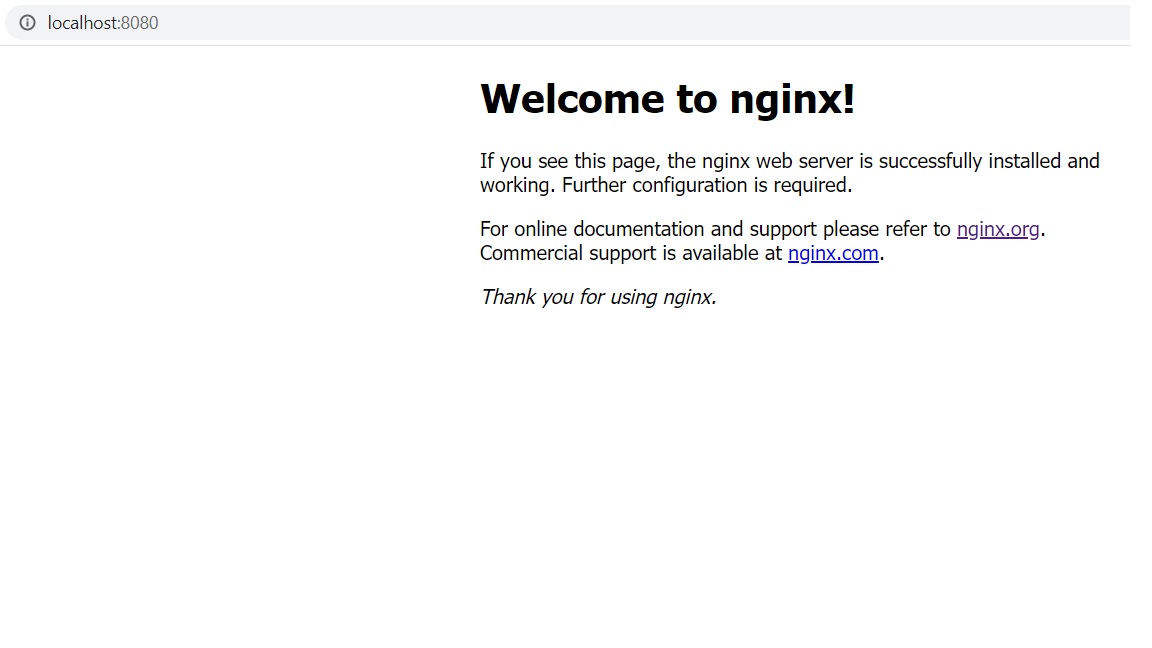 localhost:8080
Welcome to nginx!
If you see this page, the nginx web server is successfully installed and
working. Further configuration is required.
For online documentation and support please refer to nginx.org.
Commercial support is available at nginx.com.
Thank you for using nginx.